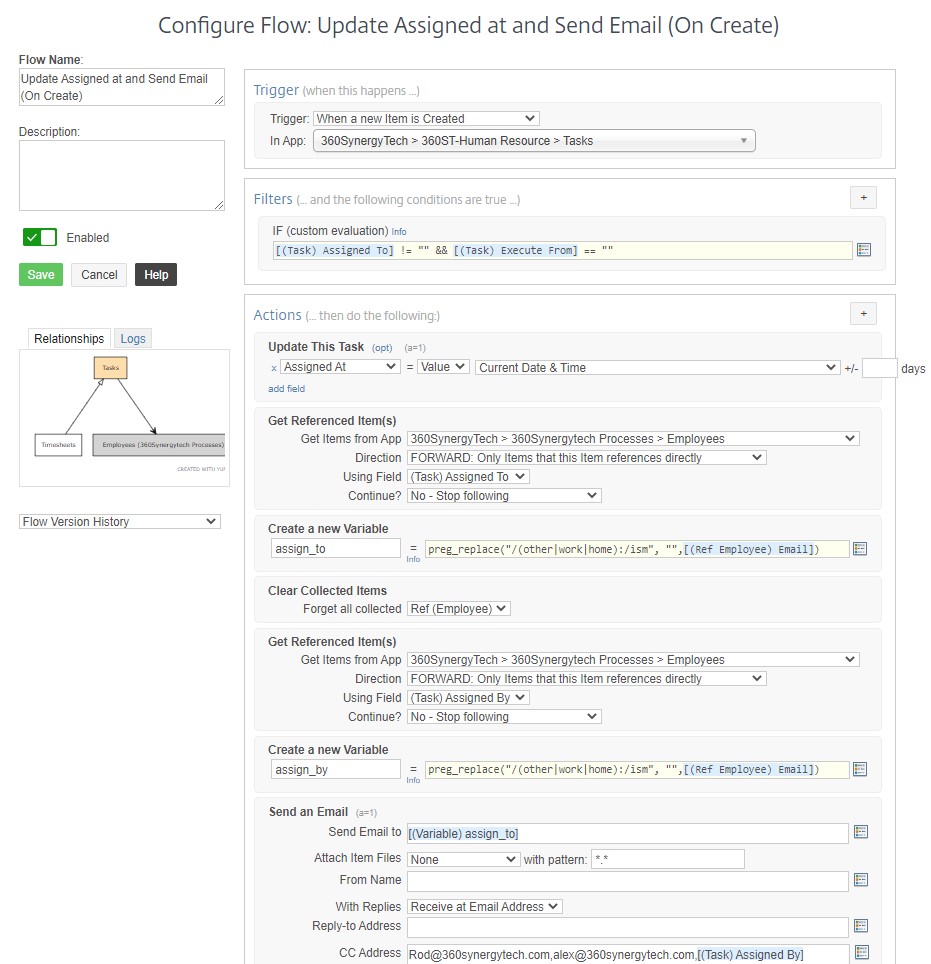 Configure Flow: Update Assigned at and Send Email (On Create)
Flow Name:
Update Assigned at and Send Email
(On Create)
Description:
Enabled
Save Cancel Help
Relationships Logs
Tasks
Timesheets Employees (360Synergytech Processes)
CREATED WITH YUF
Flow Version History
Trigger (when this happens ...)
Trigger: When a new Item is Created
In App: 360SynergyTech > 360ST-Human Resource > Tasks
Filters (... and the following conditions are true ...) +
IF (custom evaluation) Info
[(Task) Assigned To] != "" && [(Task) Execute From] == ""
Actions (... then do the following:) +
Update This Task (opt) (a=1)
x Assigned At = Value Current Date & Time +/- days
add field
Get Referenced Item(s)
Get Items from App 360SynergyTech > 360Synergytech Processes > Employees
Direction FORWARD: Only Items that this Item references directly
Using Field (Task) Assigned To
Continue? No - Stop following
Create a new Variable
assign_to = preg_replace("/(other|work|home):/ism", "",[(Ref Employee) Email])
Info
Clear Collected Items
Forget all collected Ref (Employee)
Get Referenced Item(s)
Get Items from App 360SynergyTech > 360Synergytech Processes > Employees
Direction FORWARD: Only Items that this Item references directly
Using Field (Task) Assigned By
Continue? No - Stop following
Create a new Variable
assign_by = preg_replace("/(other|work|home):/ism", "",[(Ref Employee) Email])
Info
Send an Email (a=1)
Send Email to [(Variable) assign_to]
Attach Item Files None with pattern: *.*
From Name
With Replies Receive at Email Address
Reply-to Address
CC Address Rod@360synergytech.com,alex@360synergytech.com,[(Task) Assigned By]